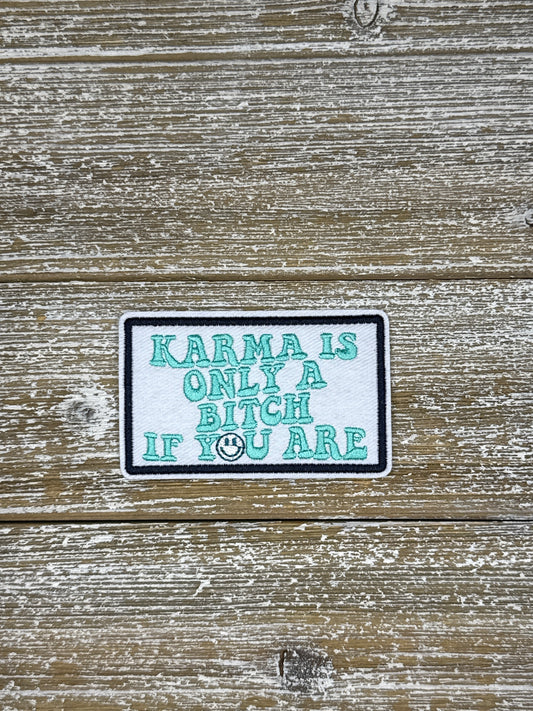 KARMA IS
ONLY A
BITCH
IF YOU ARE